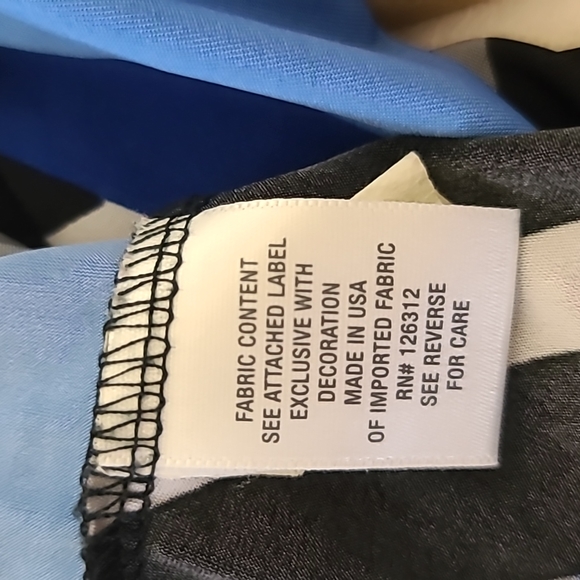 FABRIC CONTENT
SEE ATTACHED LABEL
EXCLUSIVE WITH
DECORATION
MADE IN USA
OF IMPORTED FABRIC
RN# 126312
SEE REVERSE
FOR CARE